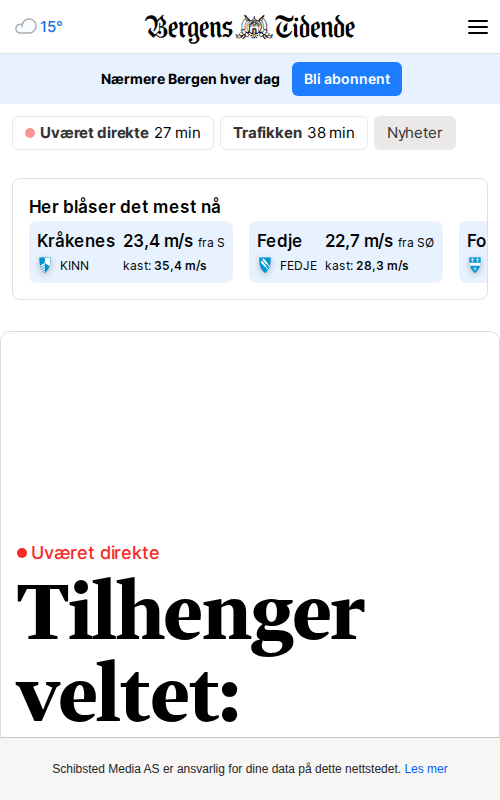 15°
Bergens Tidende
Nærmere Bergen hver dag
Bli abonnent
Uværet direkte 27 min
Trafikken 38 min
Nyheter
Her blåser det mest nå
Kråkenes 23,4 m/s fra S
KINN kast: 35,4 m/s
Fedje 22,7 m/s fra SØ
FEDJE kast: 28,3 m/s
Fo
Uværet direkte
Tilhenger
veltet:
Schibsted Media AS er ansvarlig for dine data på dette nettstedet. Les mer